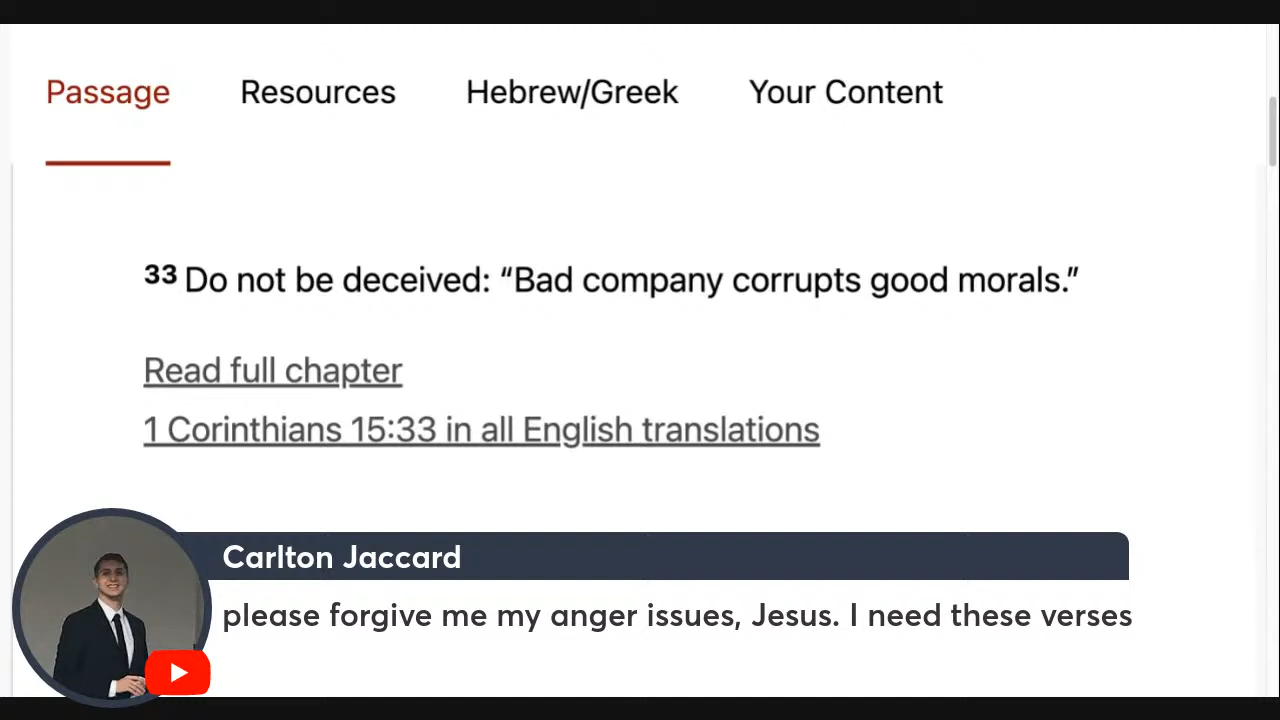 Passage Resources Hebrew/Greek Your Content
33 Do not be deceived: “Bad company corrupts good morals.”
Read full chapter
1 Corinthians 15:33 in all English translations
Carlton Jaccard
please forgive me my anger issues, Jesus. I need these verses